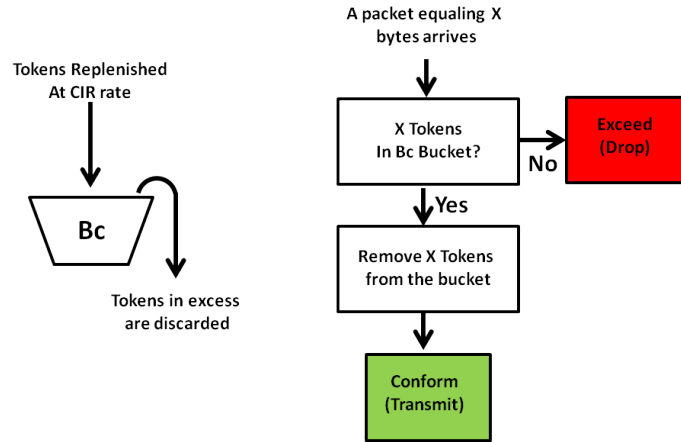 Tokens Replenished
At CIR rate
Bc
Tokens in excess
are discarded
A packet equaling X
bytes arrives
X Tokens
In Bc Bucket?
No
Exceed
(Drop)
Yes
Remove X Tokens
from the bucket
Conform
(Transmit)